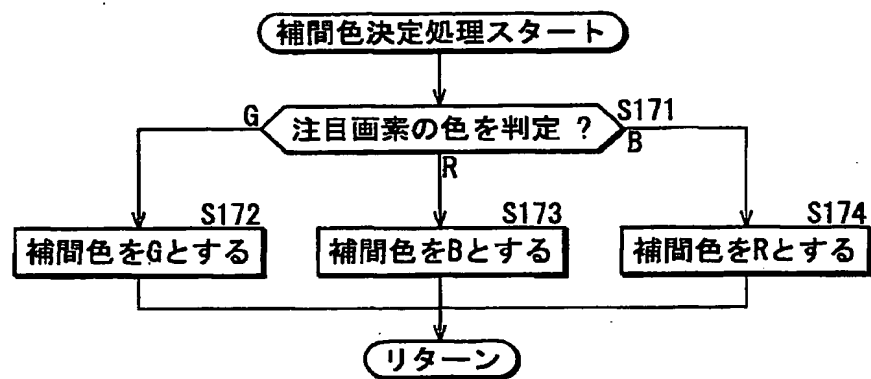 補間色決定処理スタート
S171
注目画素の色を判定 ?
G
R
B
S172
補間色をGとする
S173
補間色をBとする
S174
補間色をRとする
リターン